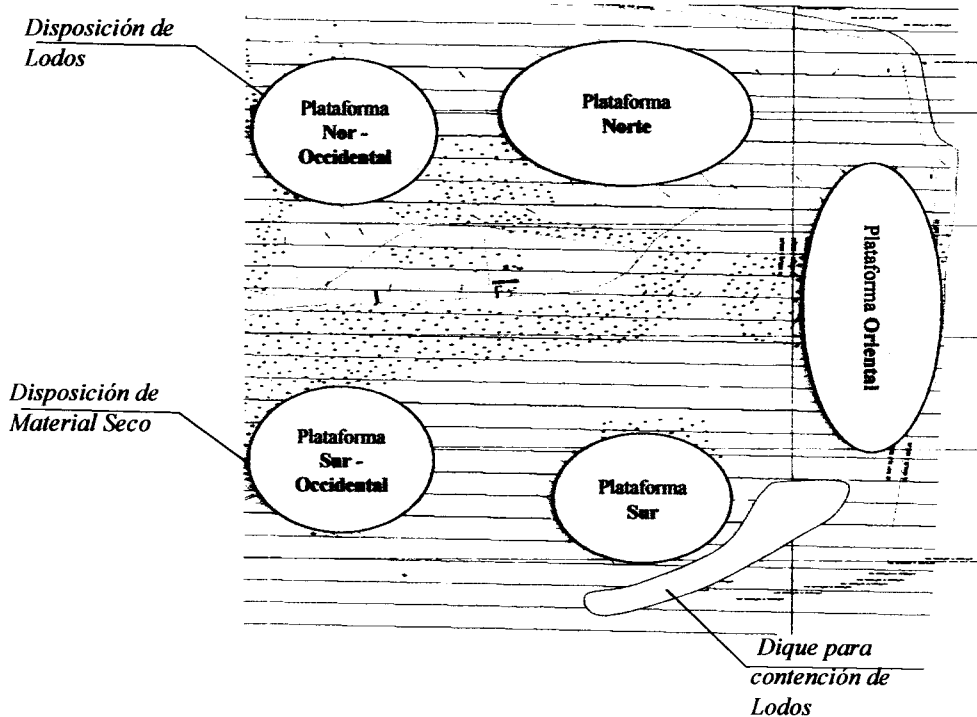 Disposición de
Lodos
Plataforma
Nor -
Occidental
Plataforma
Norte
Plataforma Oriental
Disposición de
Material Seco
Plataforma
Sur -
Occidental
Plataforma
Sur
Dique para
contención de
Lodos